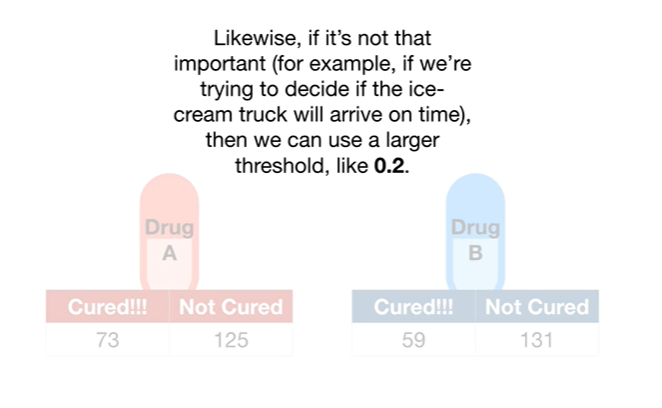 Likewise, if it’s not that
important (for example, if we’re
trying to decide if the ice-
cream truck will arrive on time),
then we can use a larger
threshold, like 0.2.
Drug
A
Cured!!! Not Cured
73 125
Drug
B
Cured!!! Not Cured
59 131